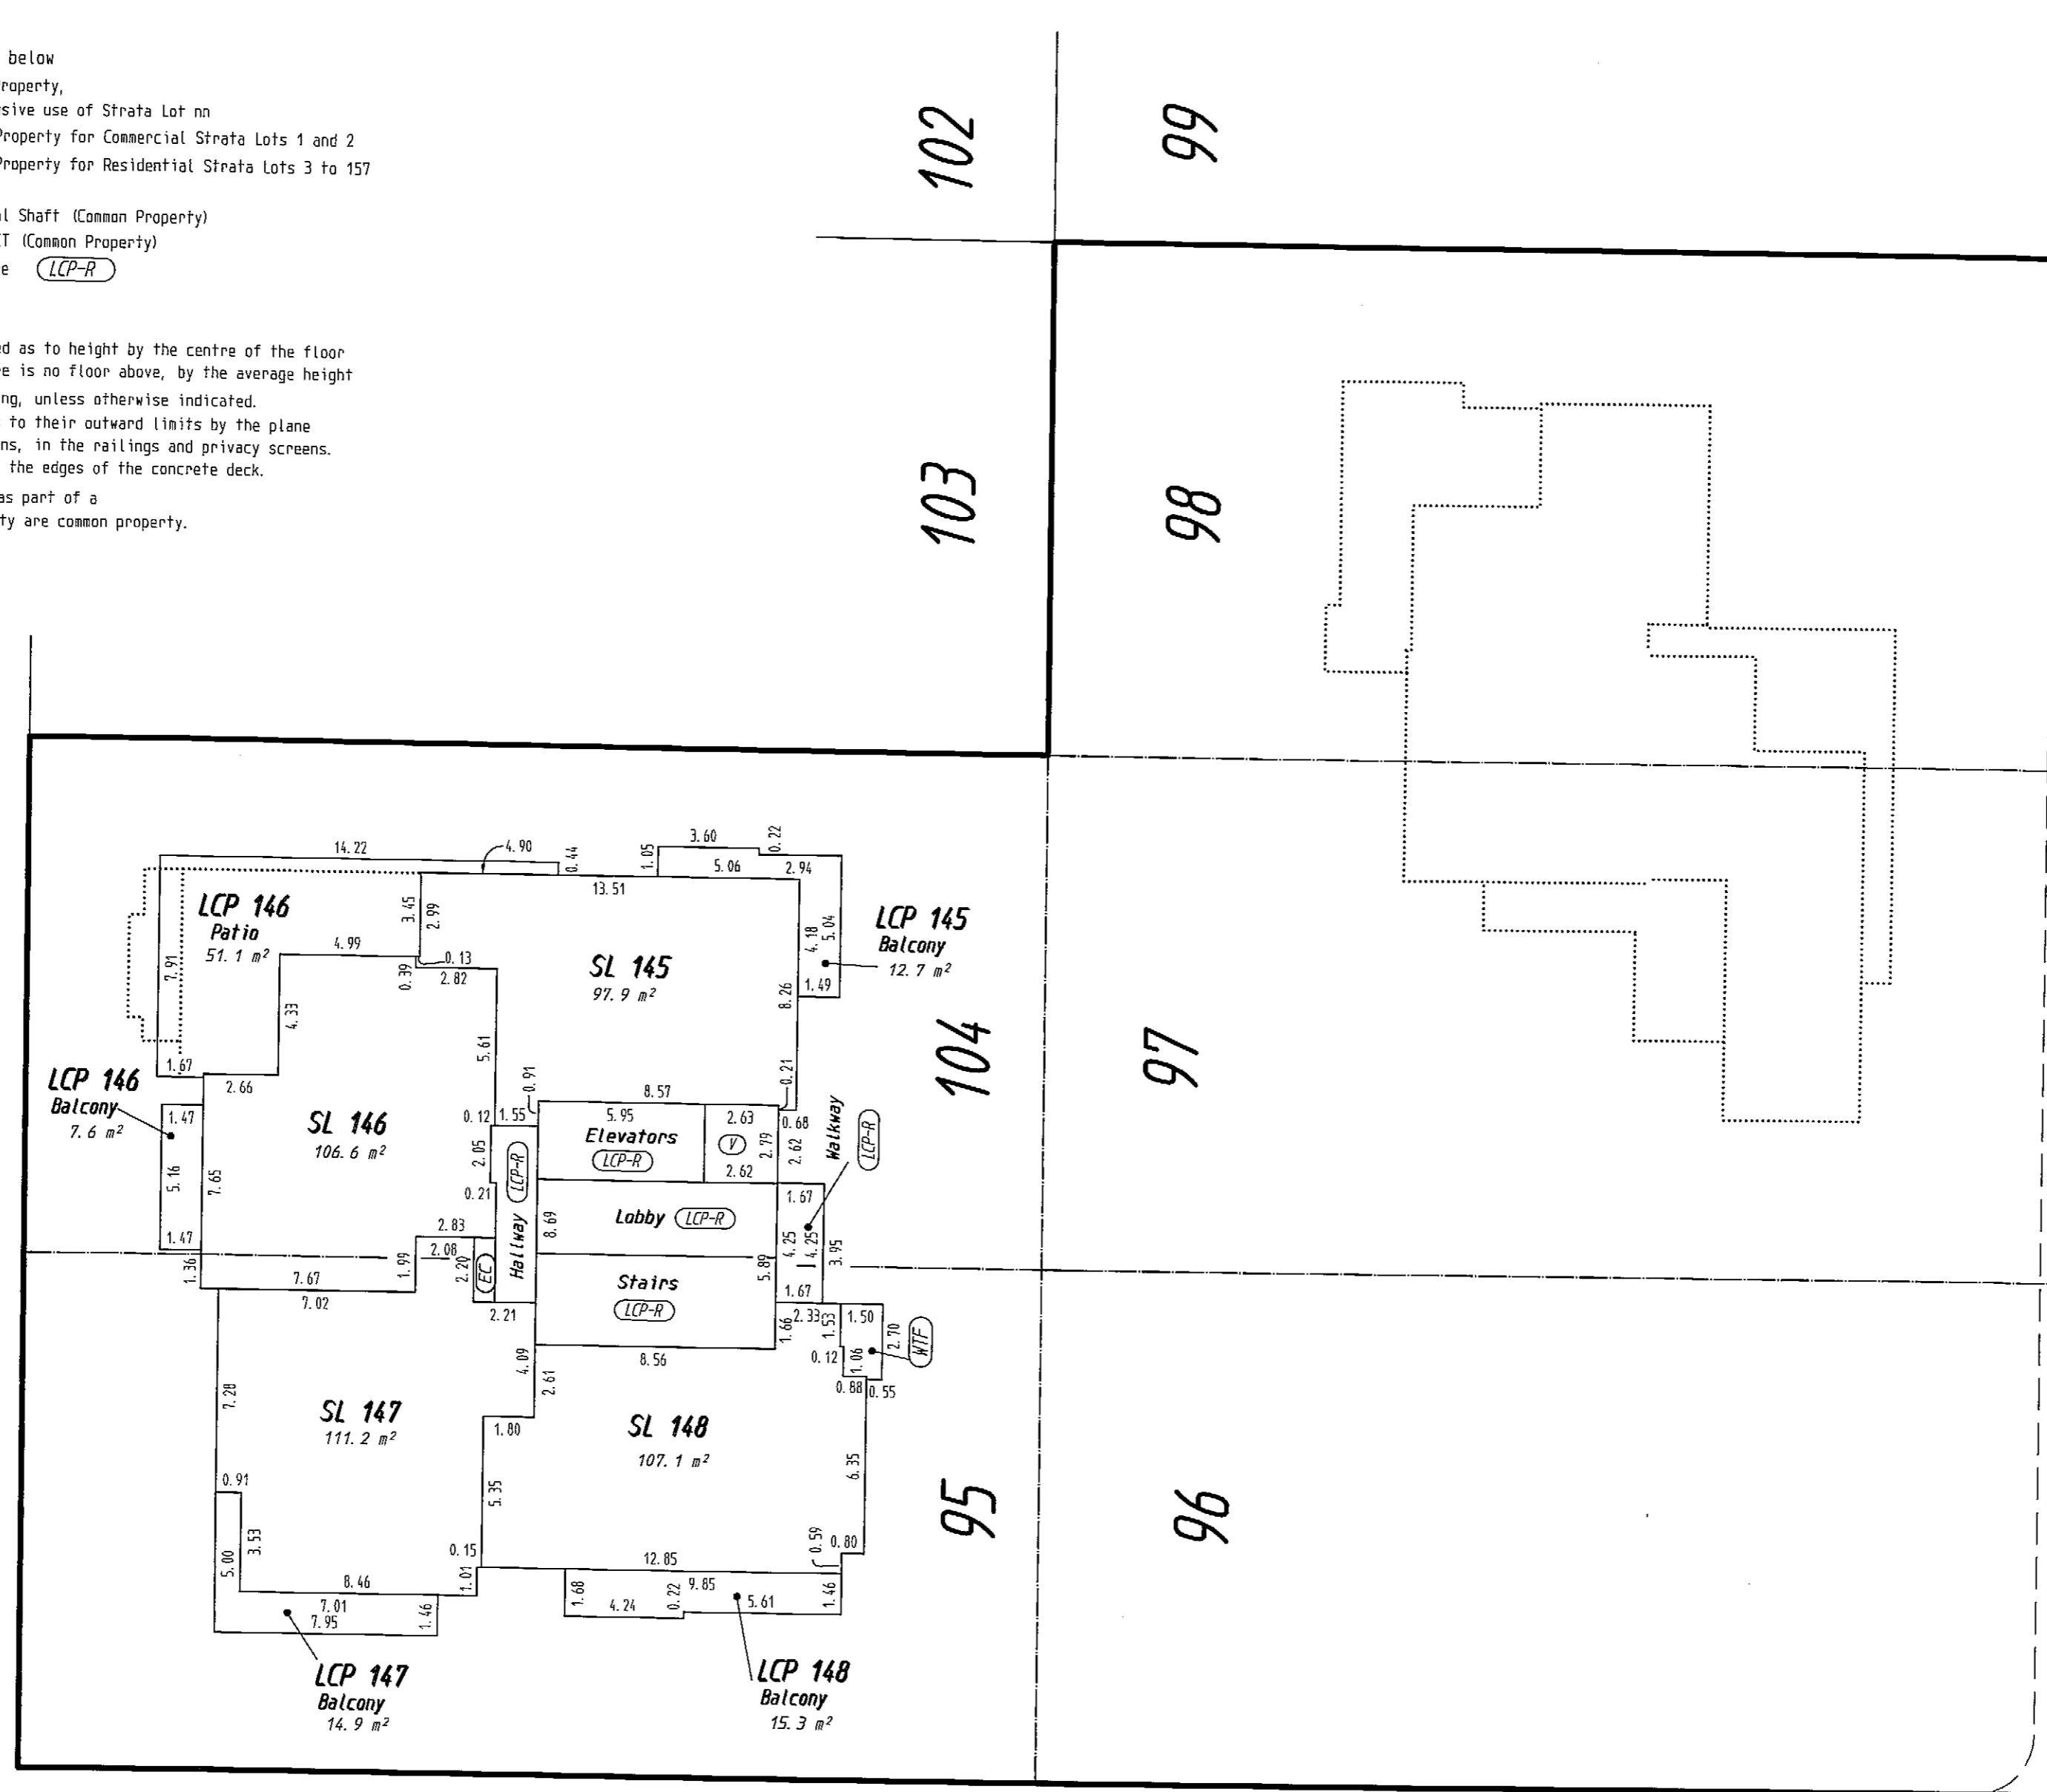 below
roperty,
sive use of Strata Lot nn
Property for Commercial Strata Lots 1 and 2
Property for Residential Strata Lots 3 to 157
l Shaft (Common Property)
CT (Common Property)
e LCP-R
ed as to height by the centre of the floor
e is no floor above, by the average height
ng, unless otherwise indicated.
to their outward limits by the plane
ns, in the railings and privacy screens.
the edges of the concrete deck.
as part of a
ty are common property.
102
99
103
98
14.22
4.90
0.44
1.05
3.60
0.22
5.06
2.94
13.51
LCP 146
Patio
51.1 m²
7.91
3.45
2.99
4.99
0.39
0.13
2.82
4.33
SL 145
97.9 m²
4.18
5.04
LCP 145
Balcony
12.7 m²
1.49
8.26
104
97
5.61
1.67
2.66
LCP 146
Balcony
7.6 m²
1.47
5.16
1.47
7.65
SL 146
106.6 m²
0.91
8.57
0.21
0.12
1.55
5.95
Elevators
LCP-R
2.63
V
2.79
2.62
2.62
0.68
Walkway
LCP-R
2.05
LCP-R
0.21
Hallway
8.69
Lobby LCP-R
1.67
4.25
4.25
3.95
5.89
1.67
2.83
2.08
1.99
2.20
EC
1.36
7.67
7.02
2.21
Stairs
LCP-R
1.66
2.33
1.53
1.50
2.70
WTF
0.12
1.06
0.88
0.55
8.56
4.09
2.61
7.28
SL 147
111.2 m²
1.80
SL 148
107.1 m²
5.35
6.35
95
96
0.91
3.53
5.00
0.15
1.01
8.46
7.01
7.95
1.46
12.85
0.59
0.80
9.85
1.68
4.24
0.22
5.61
1.46
LCP 147
Balcony
14.9 m²
LCP 148
Balcony
15.3 m²